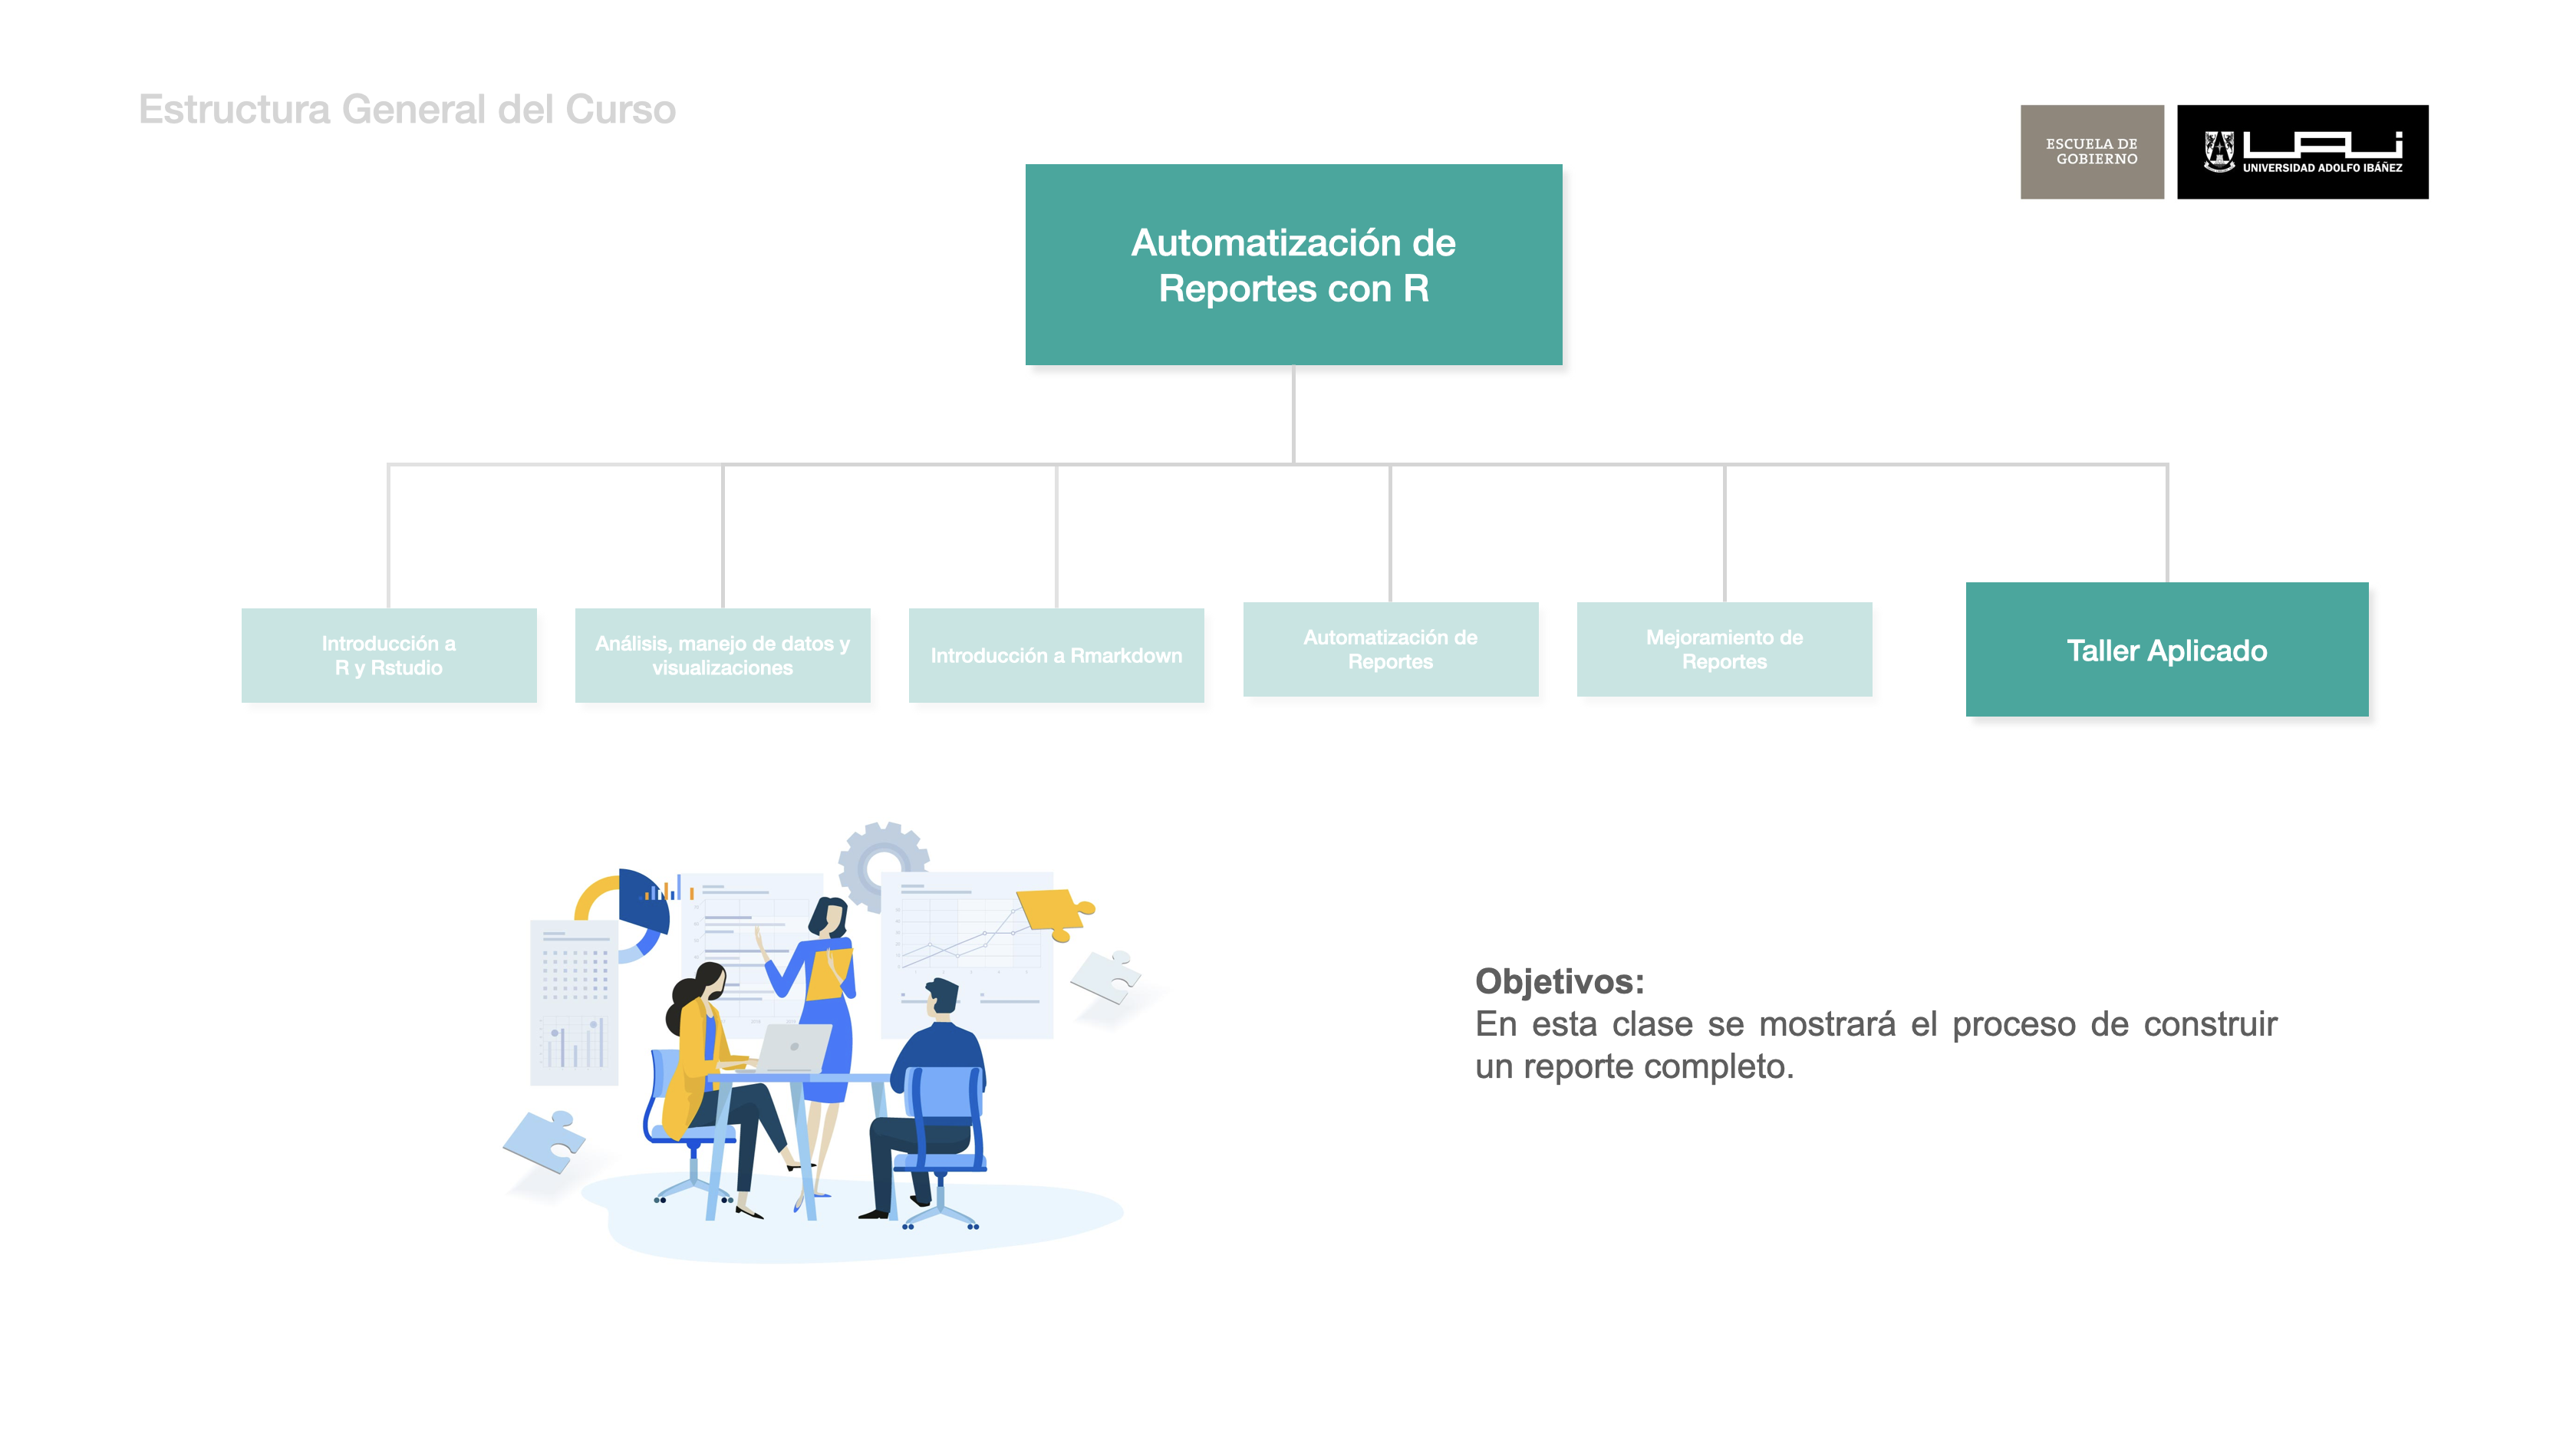 Estructura General del Curso
ESCUELA DE
GOBIERNO
UAI
UNIVERSIDAD ADOLFO IBÁÑEZ
Automatización de
Reportes con R
Introducción a
R y Rstudio
Análisis, manejo de datos y
visualizaciones
Introducción a Rmarkdown
Automatización de
Reportes
Mejoramiento de
Reportes
Taller Aplicado
Objetivos:
En esta clase se mostrará el proceso de construir
un reporte completo.